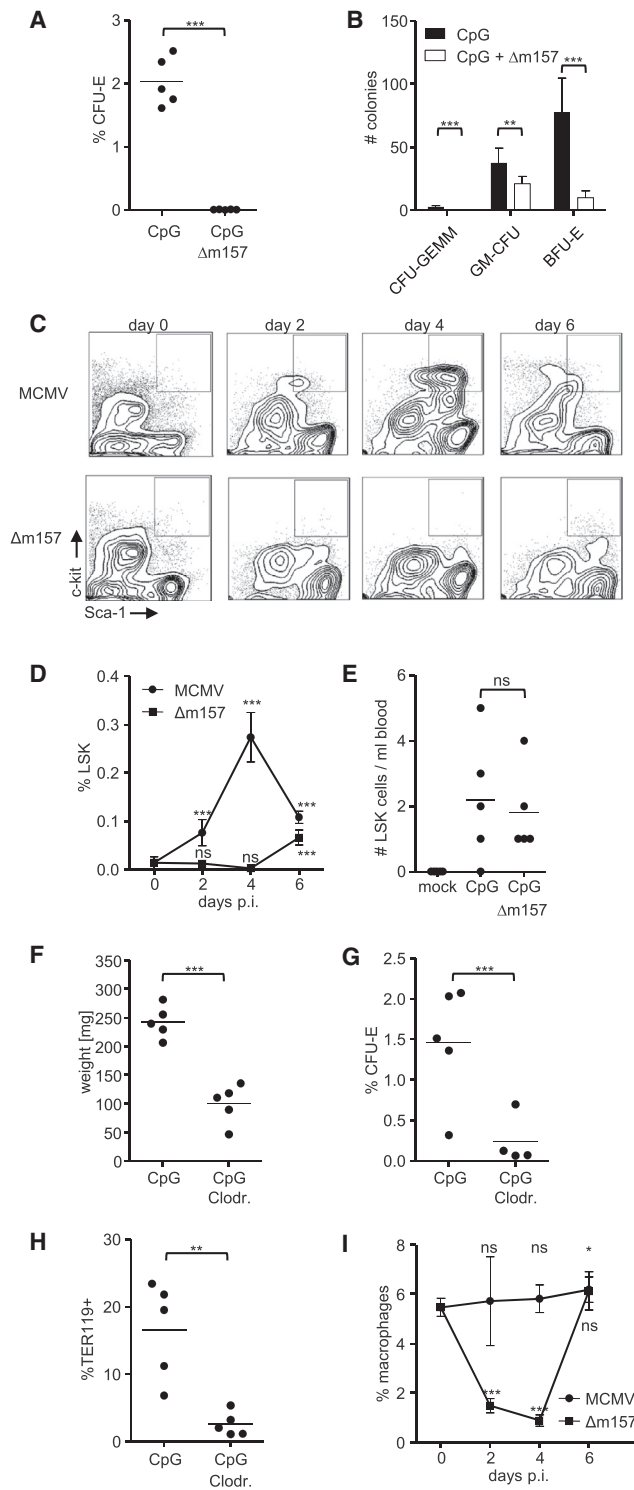 A
% CFU-E
3
2
1
0
***
CpG
CpG
Δm157
B
# colonies
150
100
50
0
CpG
CpG + Δm157
***
**
***
CFU-GEMM
GM-CFU
BFU-E
C
day 0
day 2
day 4
day 6
MCMV
Δm157
c-kit
Sca-1
D
% LSK
0.4
0.3
0.2
0.1
0.0
MCMV
Δm157
***
***
***
ns
ns
***
0
2
4
6
days p.i.
E
# LSK cells / ml blood
6
4
2
0
ns
mock
CpG
CpG
Δm157
F
weight [mg]
350
300
250
200
150
100
50
0
***
CpG
CpG
Clodr.
G
% CFU-E
2.5
2.0
1.5
1.0
0.5
0.0
***
CpG
CpG
Clodr.
H
%TER119+
30
20
10
0
**
CpG
CpG
Clodr.
I
% macrophages
8
6
4
2
0
ns
ns
*
ns
***
***
MCMV
Δm157
0
2
4
6
days p.i.